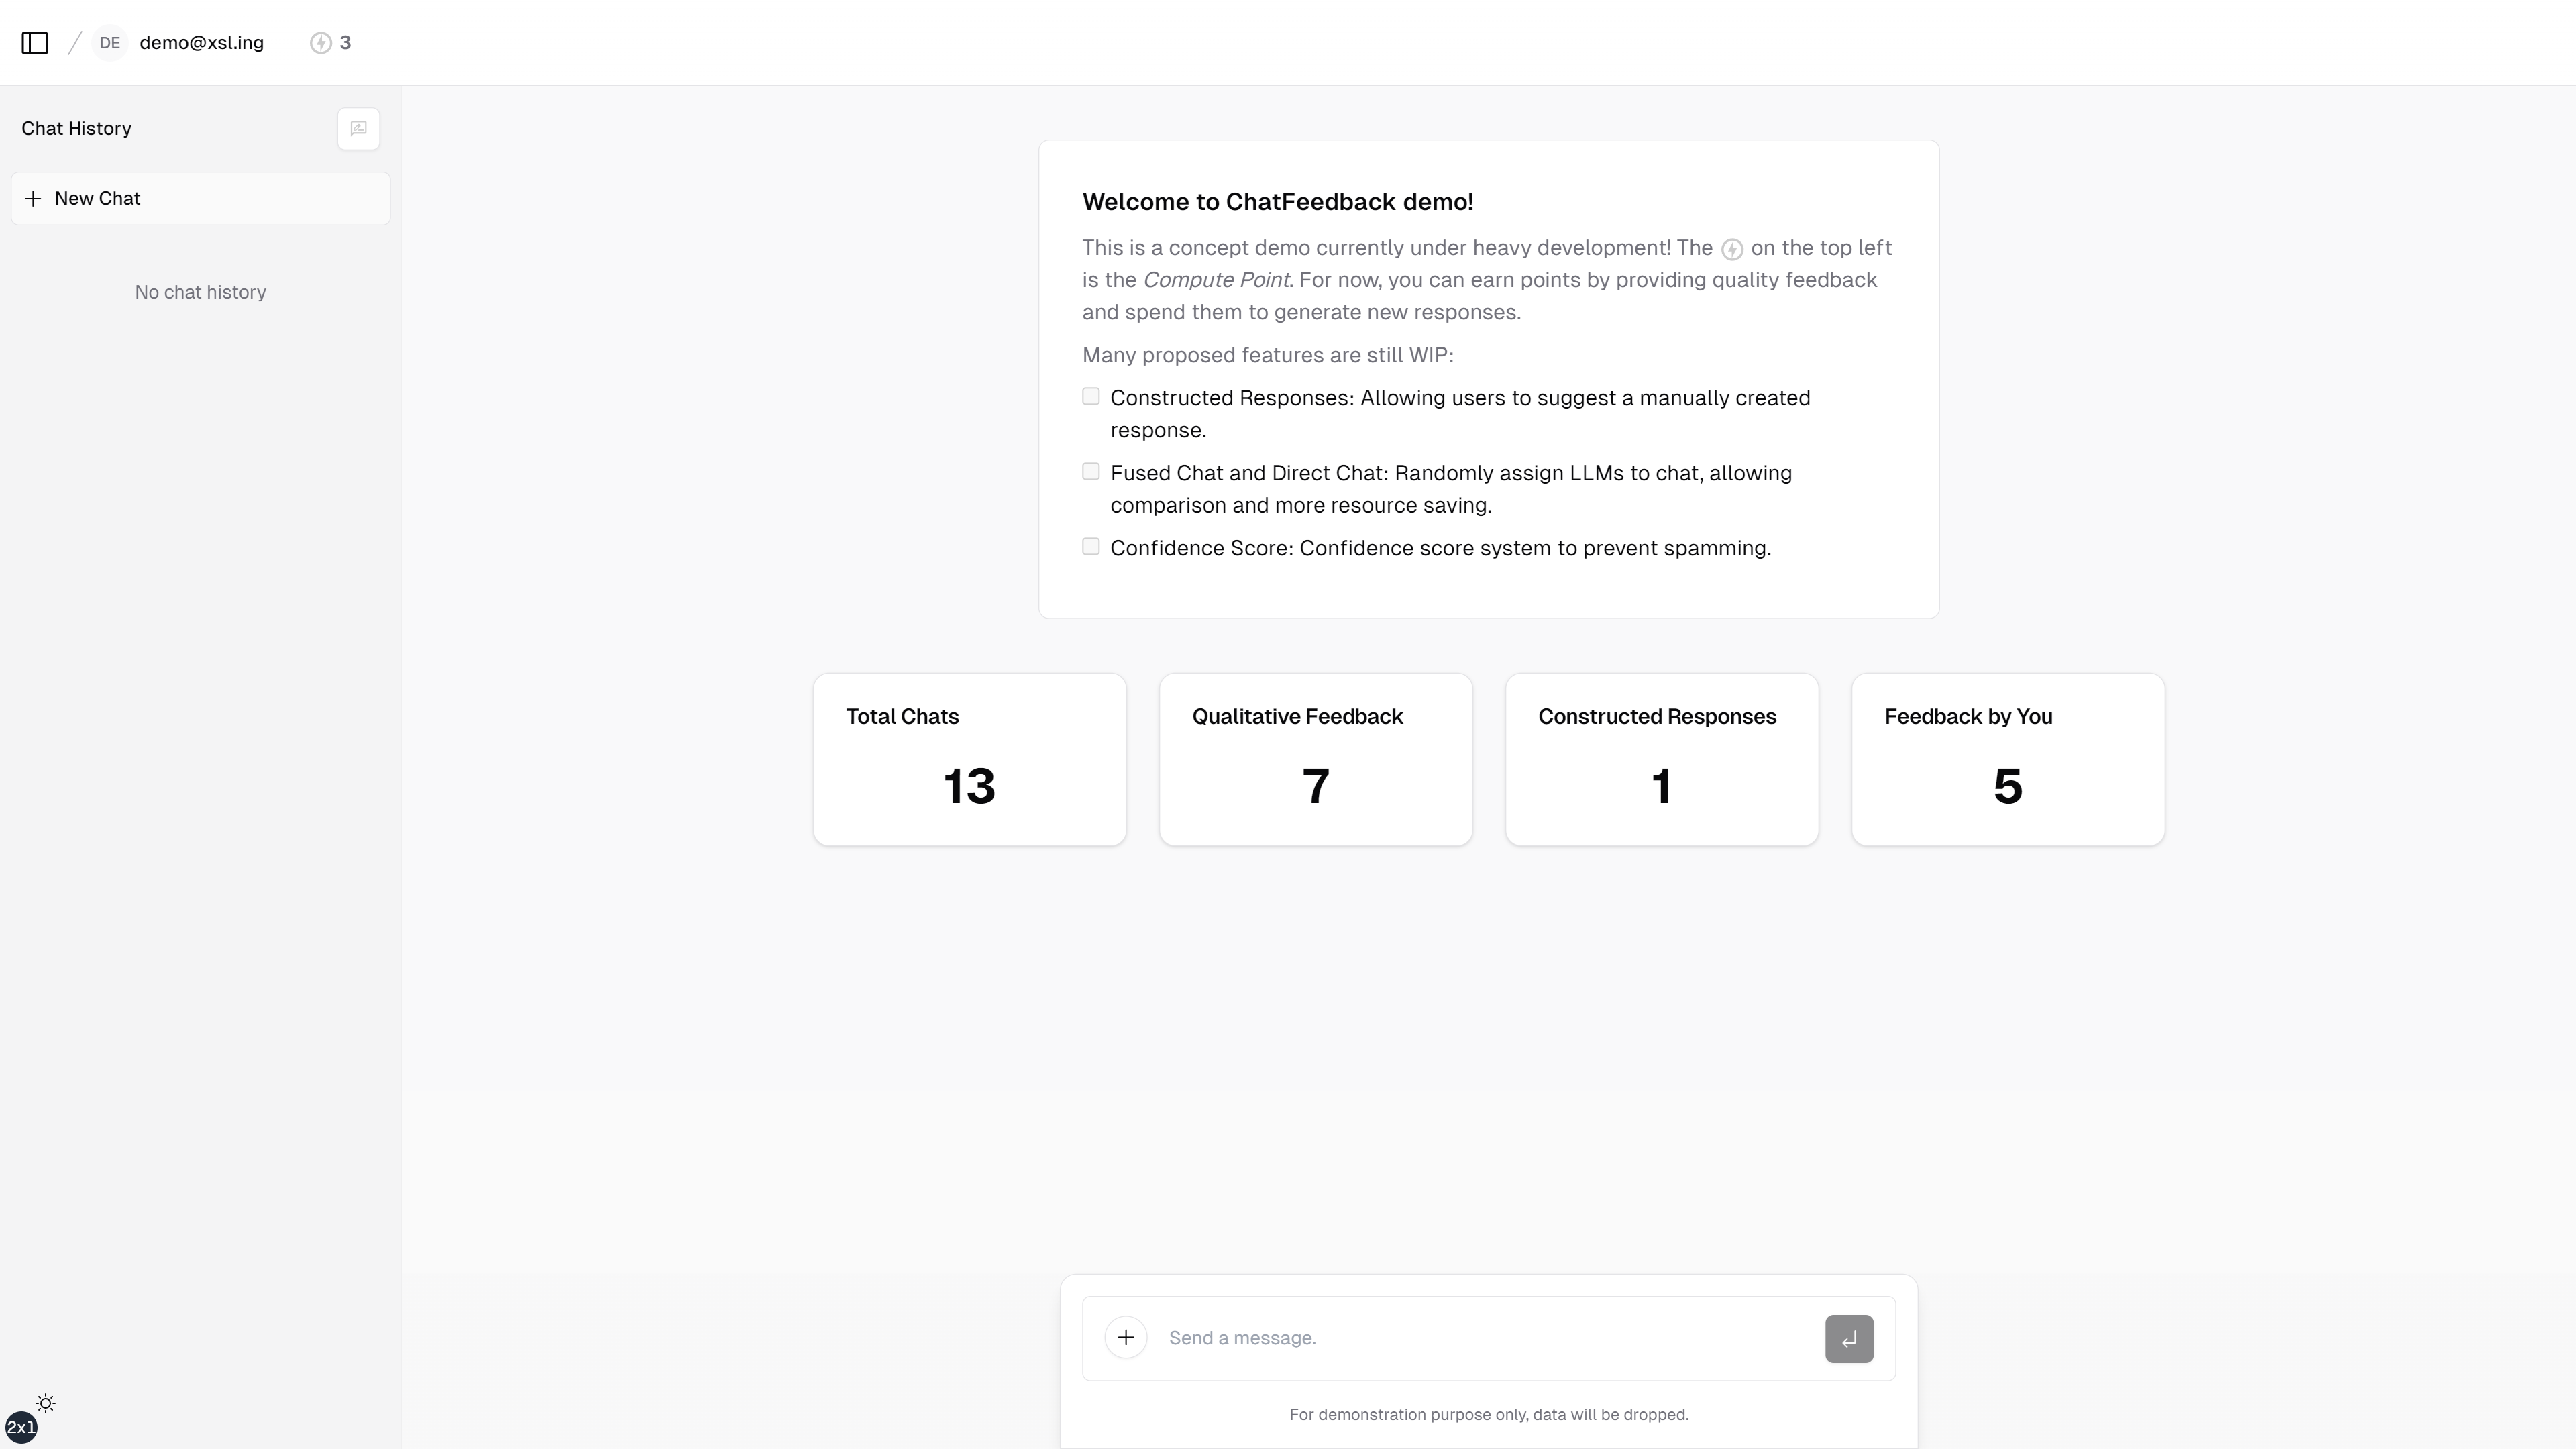 DE demo@xsl.ing 3
Chat History
New Chat
No chat history
Welcome to ChatFeedback demo!
This is a concept demo currently under heavy development! The on the top left
is the Compute Point. For now, you can earn points by providing quality feedback
and spend them to generate new responses.
Many proposed features are still WIP:
Constructed Responses: Allowing users to suggest a manually created
response.
Fused Chat and Direct Chat: Randomly assign LLMs to chat, allowing
comparison and more resource saving.
Confidence Score: Confidence score system to prevent spamming.
Total Chats
13
Qualitative Feedback
7
Constructed Responses
1
Feedback by You
5
Send a message.
For demonstration purpose only, data will be dropped.
2xl